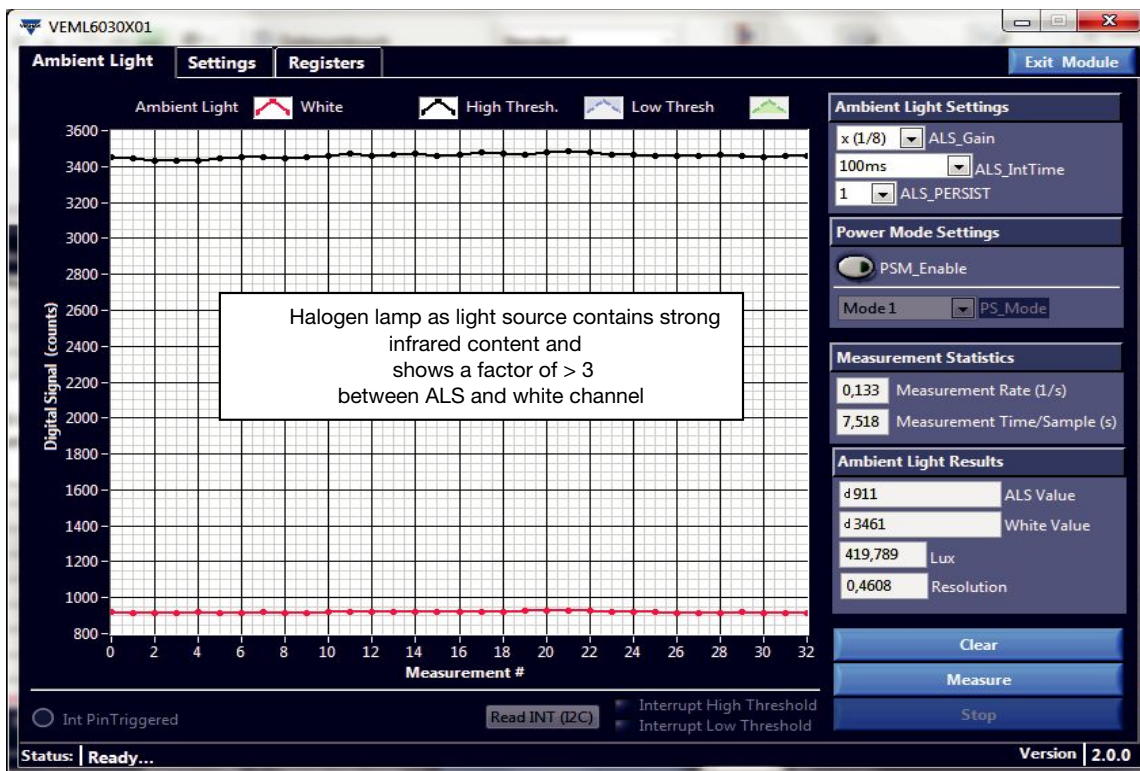 VEML6030X01
Ambient Light Settings Registers
Exit Module
Ambient Light White High Thresh. Low Thresh
3600
3400
3200
3000
2800
2600
2400
2200
2000
1800
1600
1400
1200
1000
800
Digital Signal (counts)
Halogen lamp as light source contains strong
infrared content and
shows a factor of > 3
between ALS and white channel
0 2 4 6 8 10 12 14 16 18 20 22 24 26 28 30 32
Measurement #
Ambient Light Settings
x (1/8) ALS_Gain
100ms ALS_IntTime
1 ALS_PERSIST
Power Mode Settings
PSM_Enable
Mode1 PS_Mode
Measurement Statistics
0,133 Measurement Rate (1/s)
7,518 Measurement Time/Sample (s)
Ambient Light Results
d 911 ALS Value
d 3461 White Value
419,789 Lux
0,4608 Resolution
Clear
Measure
Stop
Int PinTriggered
Read INT (I2C)
Interrupt High Threshold
Interrupt Low Threshold
Status: Ready...
Version 2.0.0